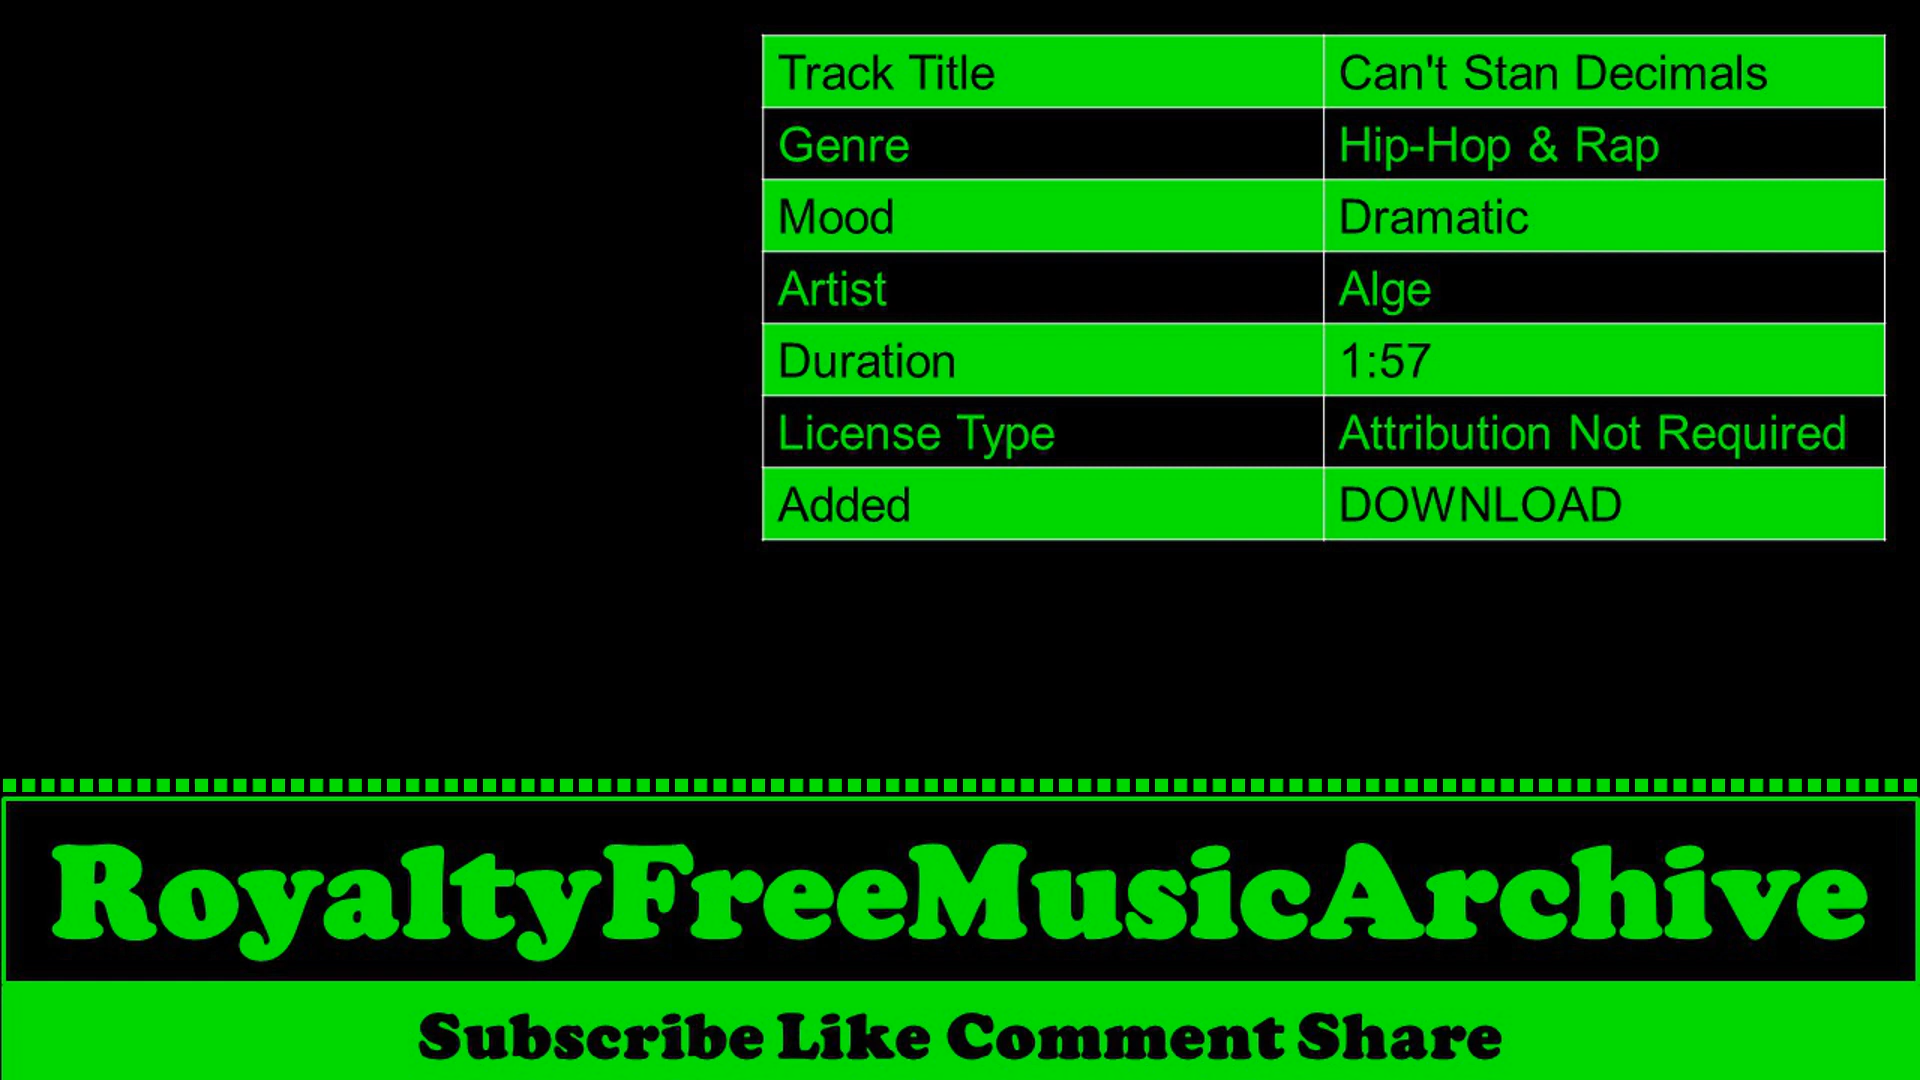 Track Title Can't Stan Decimals
Genre Hip-Hop & Rap
Mood Dramatic
Artist Alge
Duration 1:57
License Type Attribution Not Required
Added DOWNLOAD
RoyaltyFreeMusicArchive
Subscribe Like Comment Share